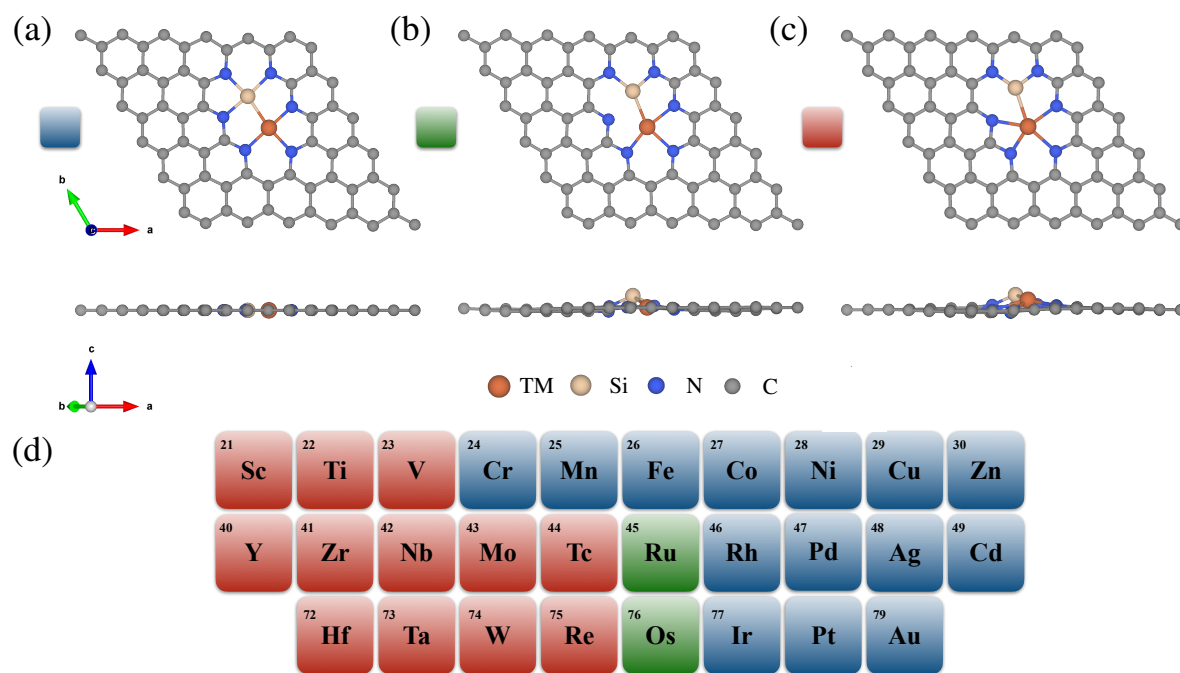 (a) (b) (c)
b
a
c
b a
TM Si N C
(d)
21 22 23 24 25 26 27 28 29 30
Sc Ti V Cr Mn Fe Co Ni Cu Zn
40 41 42 43 44 45 46 47 48 49
Y Zr Nb Mo Tc Ru Rh Pd Ag Cd
72 73 74 75 76 77 79
Hf Ta W Re Os Ir Pt Au